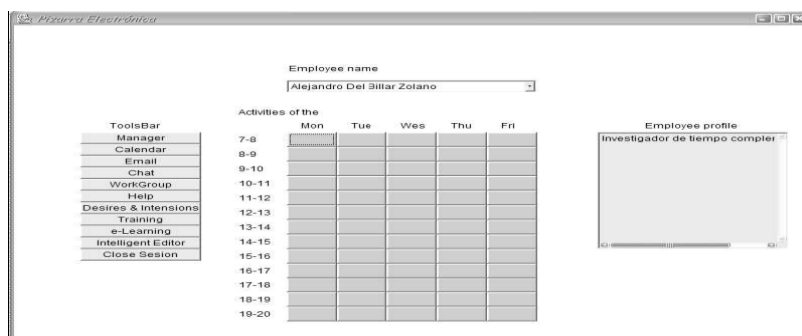 Pizarra Electrónica
Employee name
Alejandro Del Billar Zolano
Activities of the
ToolsBar
Manager
Calendar
Email
Chat
WorkGroup
Help
Desires & Intensions
Training
e-Learning
Intelligent Editor
Close Sesion
Mon Tue Wes Thu Fri
7-8
8-9
9-10
10-11
11-12
12-13
13-14
14-15
15-16
16-17
17-18
18-19
19-20
Employee profile
Investigador de tiempo compler